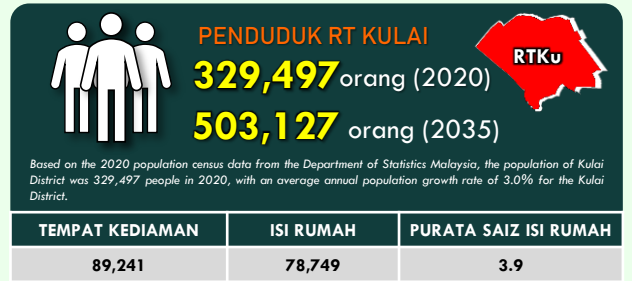 PENDUDUK RT KULAI
329,497 orang (2020)
503,127 orang (2035)
RTKu
Based on the 2020 population census data from the Department of Statistics Malaysia, the population of Kulai
District was 329,497 people in 2020, with an average annual population growth rate of 3.0% for the Kulai
District.
TEMPAT KEDIAMAN ISI RUMAH PURATA SAIZ ISI RUMAH
89,241 78,749 3.9